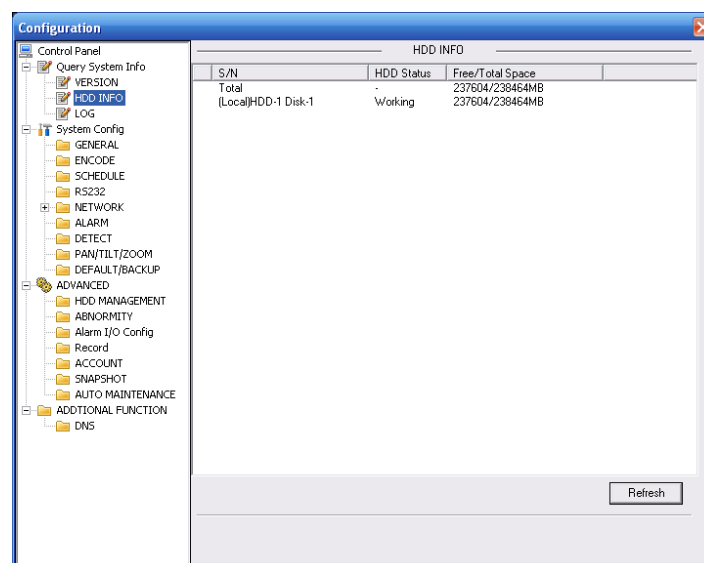 Configuration
Control Panel
Query System Info
VERSION
HDD INFO
LOG
System Config
GENERAL
ENCODE
SCHEDULE
RS232
NETWORK
ALARM
DETECT
PAN/TILT/ZOOM
DEFAULT/BACKUP
ADVANCED
HDD MANAGEMENT
ABNORMITY
Alarm I/O Config
Record
ACCOUNT
SNAPSHOT
AUTO MAINTENANCE
ADDTIONAL FUNCTION
DNS
HDD INFO
S/N HDD Status Free/Total Space
Total - 237604/238464MB
(Local)HDD-1 Disk-1 Working 237604/238464MB
Refresh